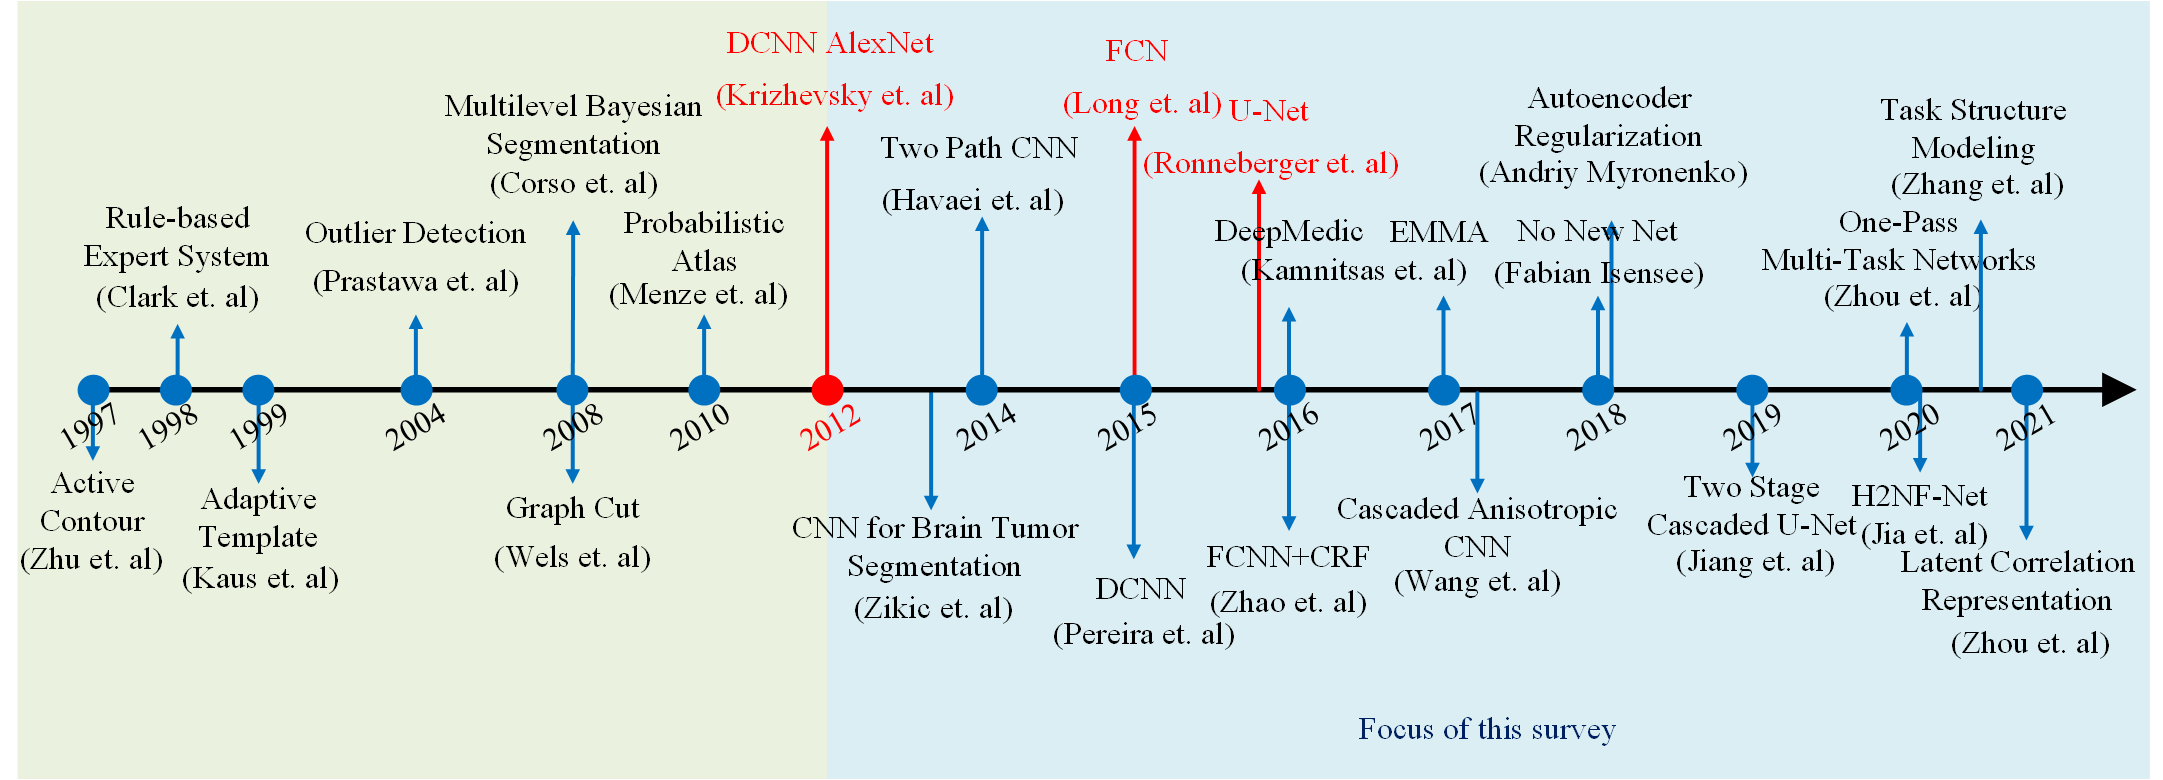 DCNN AlexNet
(Krizhevsky et. al)
FCN
(Long et. al)
U-Net
(Ronneberger et. al)
Multilevel Bayesian
Segmentation
(Corso et. al)
Two Path CNN
(Havaei et. al)
Autoencoder
Regularization
(Andriy Myronenko)
Task Structure
Modeling
(Zhang et. al)
Rule-based
Expert System
(Clark et. al)
Outlier Detection
(Prastawa et. al)
Probabilistic
Atlas
(Menze et. al)
DeepMedic
(Kamnitsas et. al)
EMMA
No New Net
(Fabian Isensee)
One-Pass
Multi-Task Networks
(Zhou et. al)
1997
1998
1999
2004
2008
2010
2012
2014
2015
2016
2017
2018
2019
2020
2021
Active
Contour
(Zhu et. al)
Adaptive
Template
(Kaus et. al)
Graph Cut
(Wels et. al)
CNN for Brain Tumor
Segmentation
(Zikic et. al)
DCNN
(Pereira et. al)
FCNN+CRF
(Zhao et. al)
Cascaded Anisotropic
CNN
(Wang et. al)
Two Stage
Cascaded U-Net
(Jiang et. al)
H2NF-Net
(Jia et. al)
Latent Correlation
Representation
(Zhou et. al)
Focus of this survey